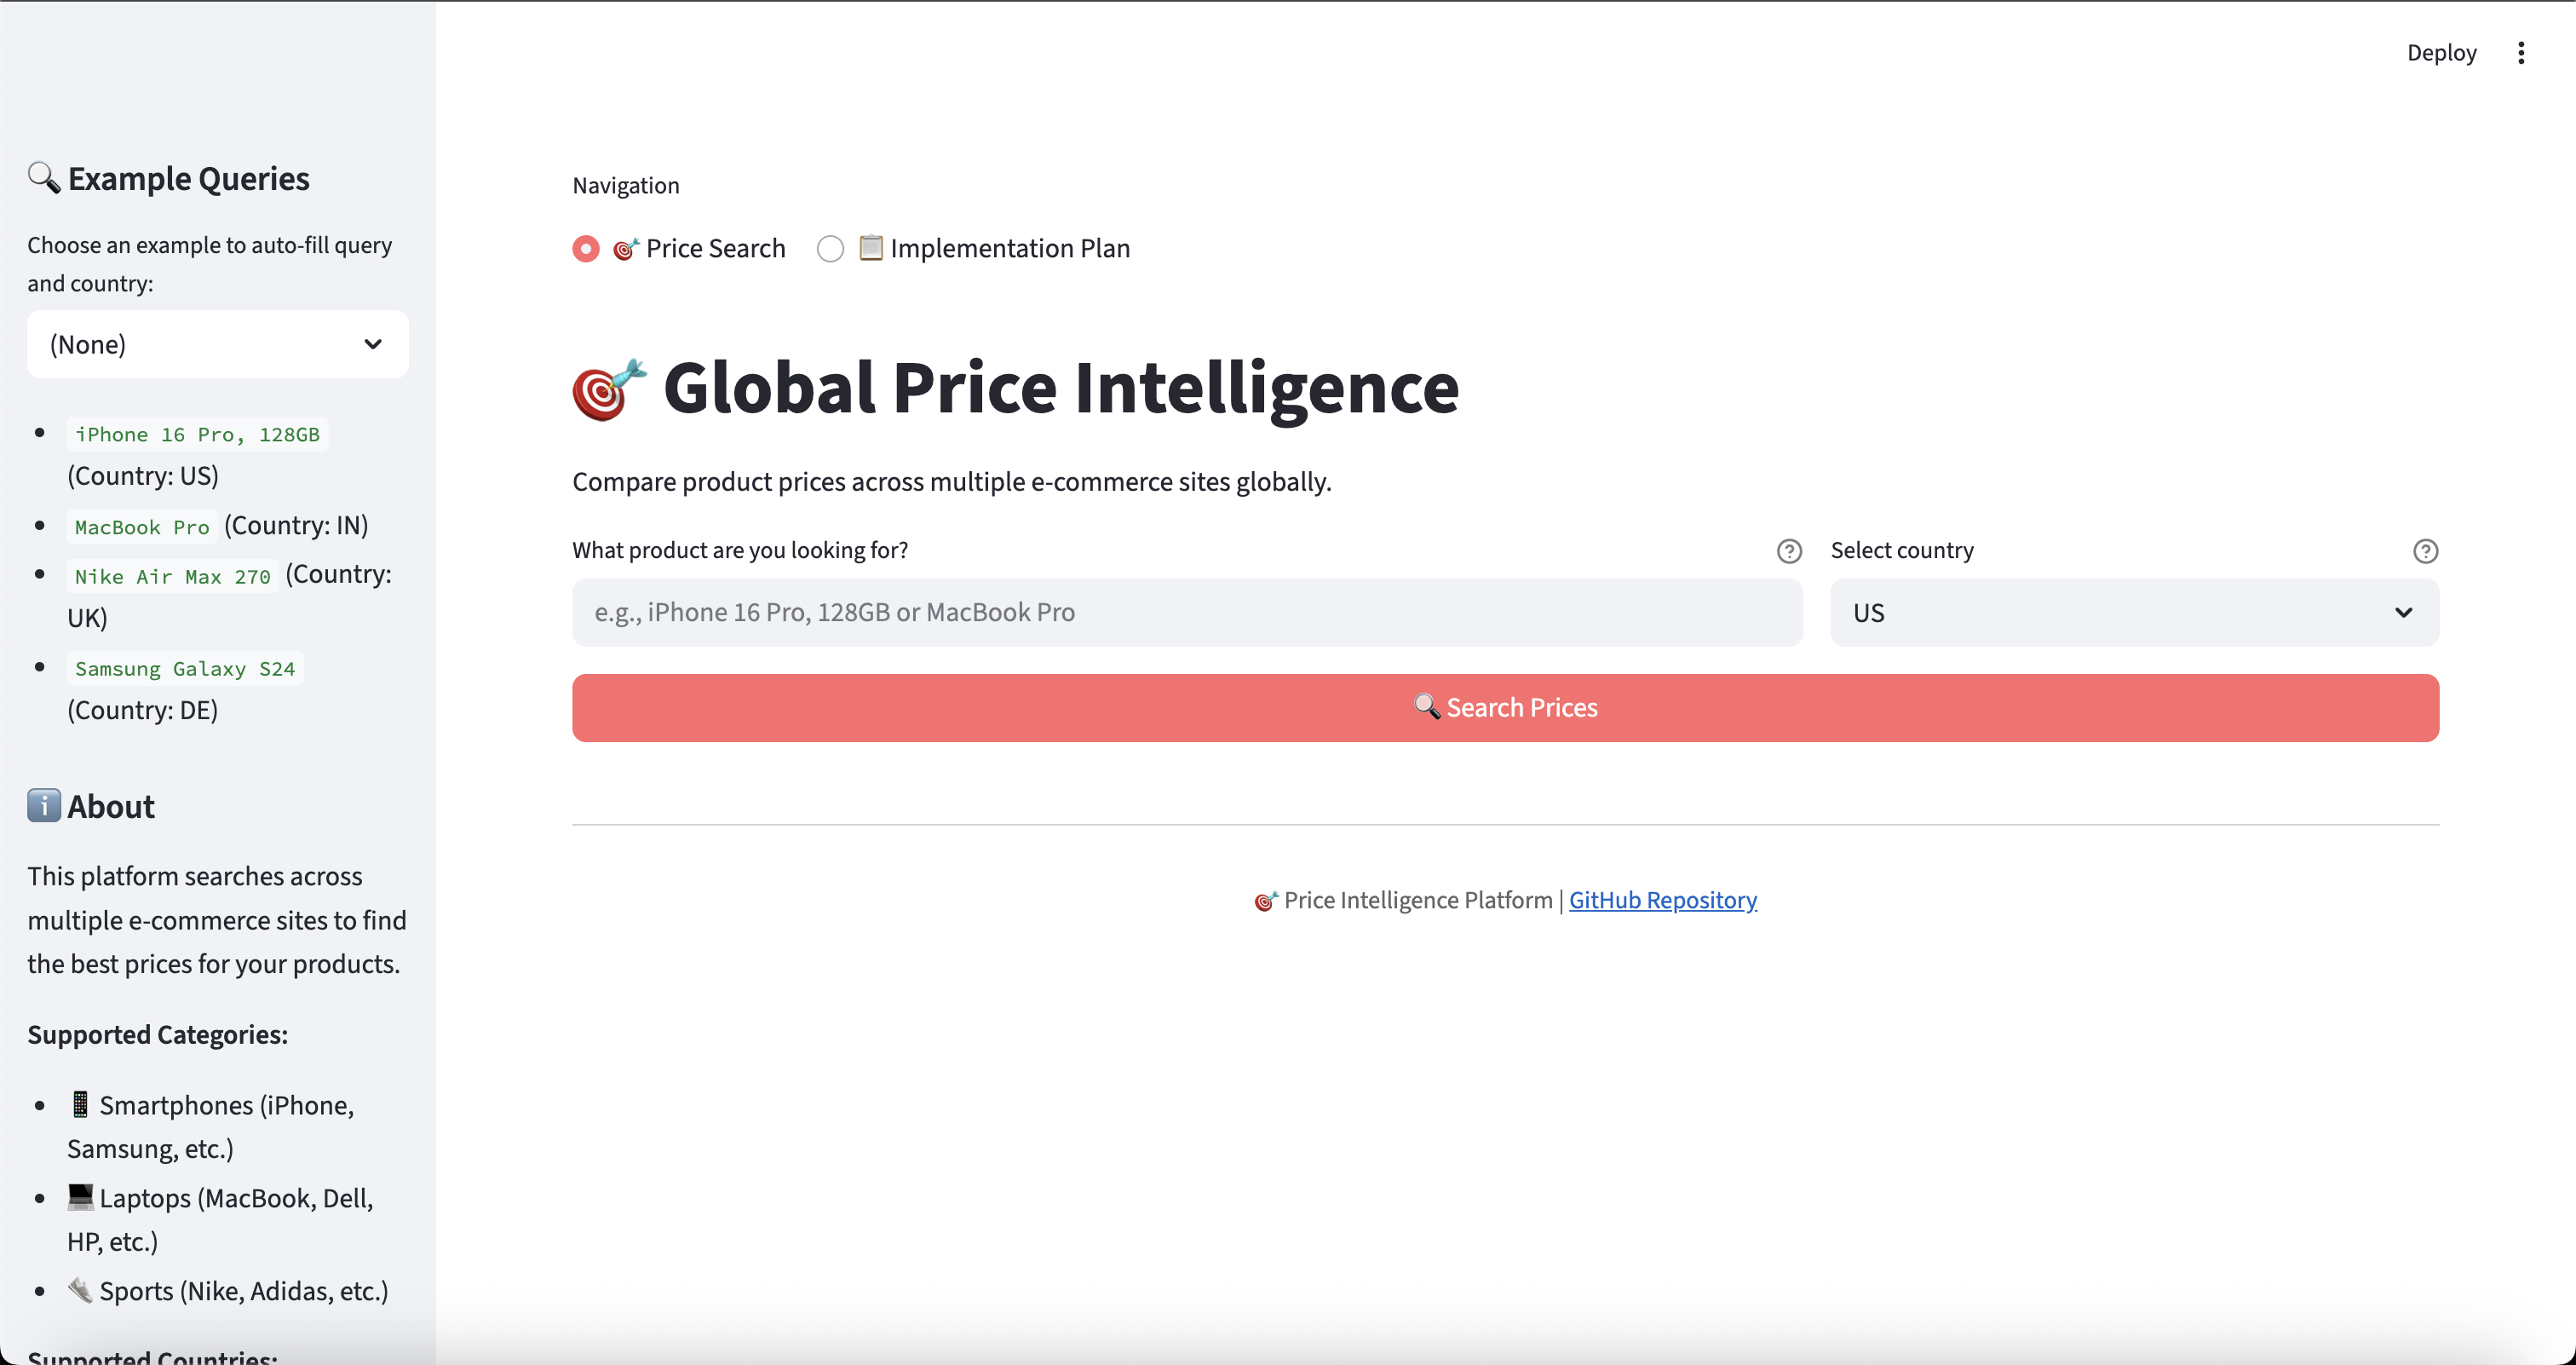 Deploy
🔍 Example Queries
Choose an example to auto-fill query
and country:
(None)
iPhone 16 Pro, 128GB
(Country: US)
MacBook Pro (Country: IN)
Nike Air Max 270 (Country:
UK)
Samsung Galaxy S24
(Country: DE)
ℹ️ About
This platform searches across
multiple e-commerce sites to find
the best prices for your products.
Supported Categories:
📱 Smartphones (iPhone,
Samsung, etc.)
💻 Laptops (MacBook, Dell,
HP, etc.)
👟 Sports (Nike, Adidas, etc.)
Supported Countries:
Navigation
🎯 Price Search
📋 Implementation Plan
🎯 Global Price Intelligence
Compare product prices across multiple e-commerce sites globally.
What product are you looking for?
e.g., iPhone 16 Pro, 128GB or MacBook Pro
Select country
US
🔍 Search Prices
🎯 Price Intelligence Platform | GitHub Repository